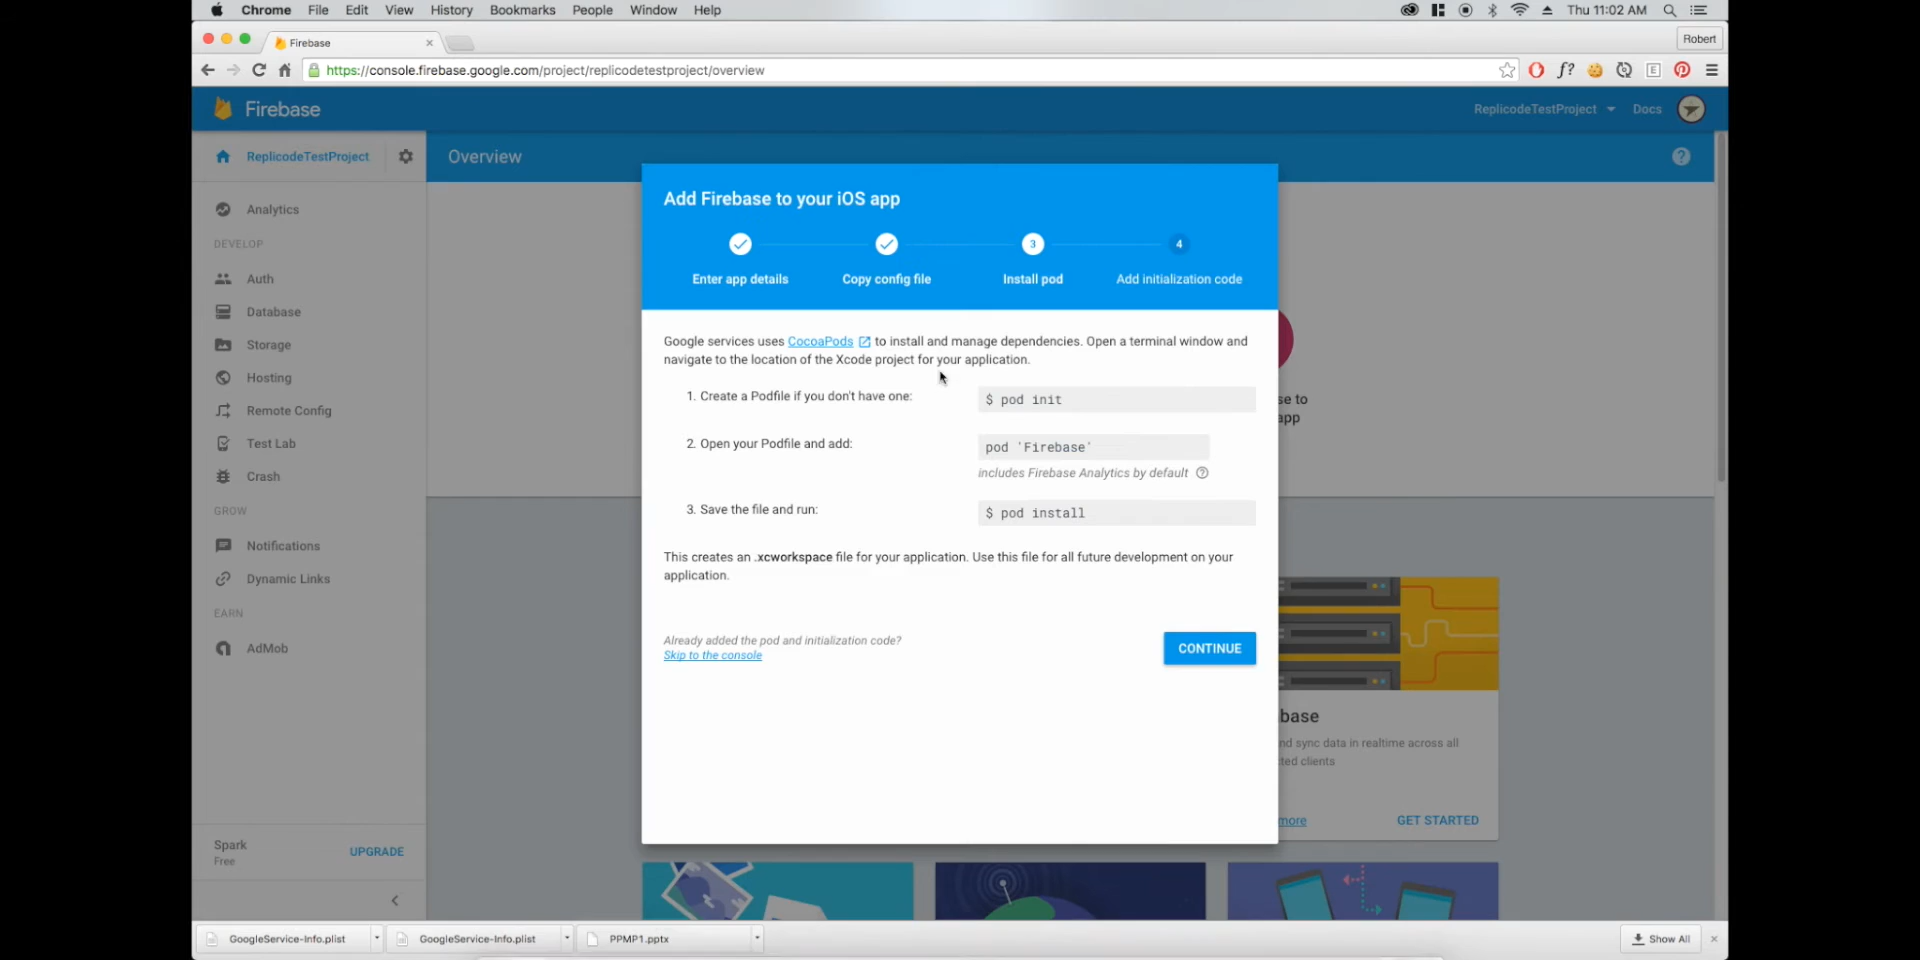 Chrome File Edit View History Bookmarks People Window Help Thu 11:02 AM
Firebase
Robert
https://console.firebase.google.com/project/replicodetestproject/overview
f? E
Firebase ReplicodeTestProject Docs
ReplicodeTestProject
Overview
?
Analytics
DEVELOP
Auth
Database
Storage
Hosting
Remote Config
Test Lab
Crash
GROW
Notifications
Dynamic Links
EARN
AdMob
Spark
Free
UPGRADE
Add Firebase to your iOS app
3 4
Enter app details Copy config file Install pod Add initialization code
Google services uses CocoaPods to install and manage dependencies. Open a terminal window and
navigate to the location of the Xcode project for your application.
1. Create a Podfile if you don't have one: $ pod init
2. Open your Podfile and add: pod 'Firebase'
includes Firebase Analytics by default ?
3. Save the file and run: $ pod install
This creates an .xcworkspace file for your application. Use this file for all future development on your
application.
Already added the pod and initialization code?
Skip to the console
CONTINUE
se to
app
base
nd sync data in realtime across all
ted clients
more GET STARTED
GoogleService-Info.plist GoogleService-Info.plist PPMP1.pptx Show All